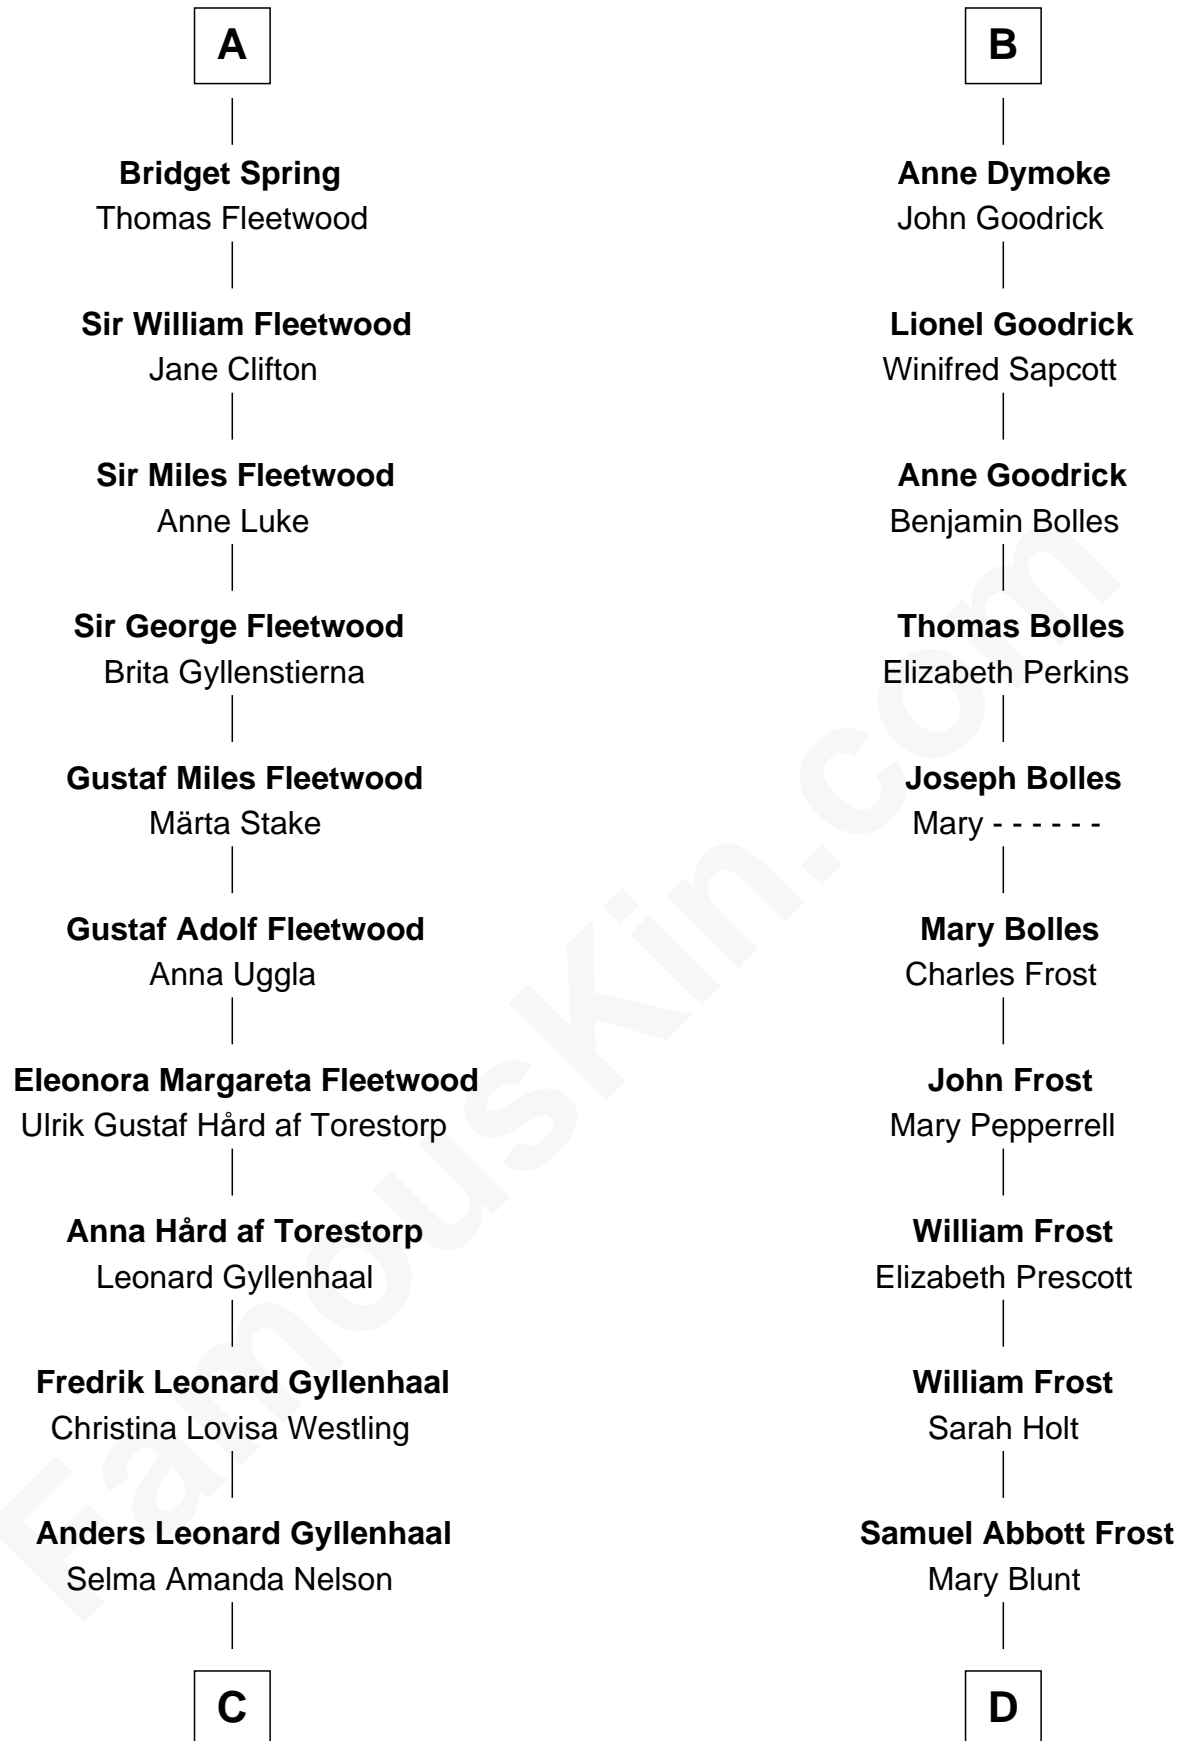 A
Bridget Spring
Thomas Fleetwood
Sir William Fleetwood
Jane Clifton
Sir Miles Fleetwood
Anne Luke
Sir George Fleetwood
Brita Gyllenstierna
Gustaf Miles Fleetwood
Märta Stake
Gustaf Adolf Fleetwood
Anna Uggla
Eleonora Margareta Fleetwood
Ulrik Gustaf Hård af Torestorp
Anna Hård af Torestorp
Leonard Gyllenhaal
Fredrik Leonard Gyllenhaal
Christina Lovisa Westling
Anders Leonard Gyllenhaal
Selma Amanda Nelson
C
B
Anne Dymoke
John Goodrick
Lionel Goodrick
Winifred Sapcott
Anne Goodrick
Benjamin Bolles
Thomas Bolles
Elizabeth Perkins
Joseph Bolles
Mary - - - - - -
Mary Bolles
Charles Frost
John Frost
Mary Pepperrell
William Frost
Elizabeth Prescott
William Frost
Sarah Holt
Samuel Abbott Frost
Mary Blunt
D
FamousKin.com